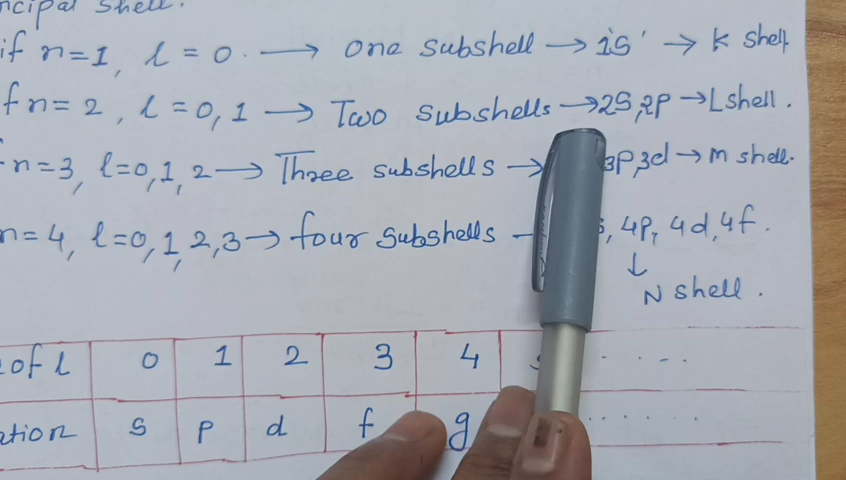 ncipal shell.
if n=1, l=0. → one subshell → 1s' → K shell
f n=2, l=0,1 → Two subshells → 2s,2p → L shell.
n=3, l=0,1,2 → Three subshells → 3p,3d → m shell.
n=4, l=0,1,2,3 → four subshells → s, 4p, 4d, 4f.
↓
N shell.
of l 0 1 2 3 4 . . . .
ation s p d f g . . . . . .